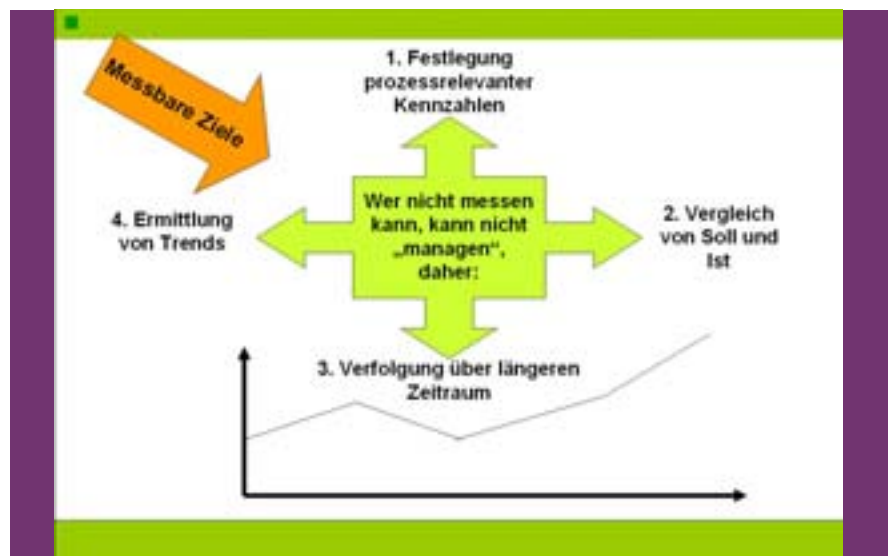 Messbare Ziele
1. Festlegung
prozessrelevanter
Kennzahlen
Wer nicht messen
kann, kann nicht
„managen“,
daher:
2. Vergleich
von Soll und
Ist
3. Verfolgung über längeren
Zeitraum
4. Ermittlung
von Trends